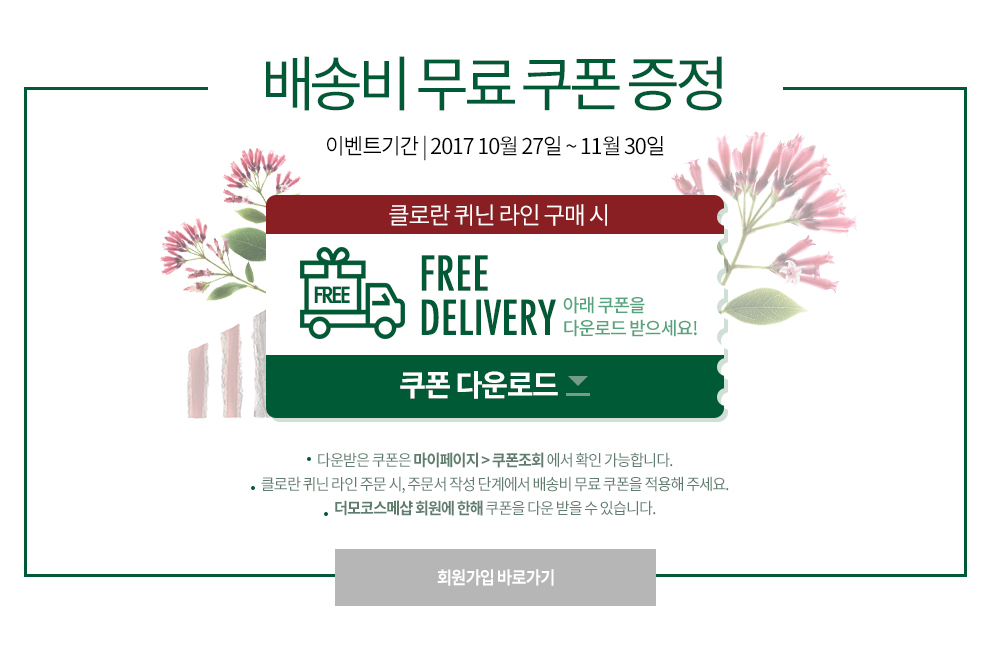 배송비 무료 쿠폰 증정
이벤트기간 | 2017 10월 27일 ~ 11월 30일
클로란 퀴닌 라인 구매 시
FREE
FREE
DELIVERY
아래 쿠폰을
다운로드 받으세요!
쿠폰 다운로드
• 다운받은 쿠폰은 마이페이지 > 쿠폰조회 에서 확인 가능합니다.
• 클로란 퀴닌 라인 주문 시, 주문서 작성 단계에서 배송비 무료 쿠폰을 적용해 주세요.
• 더모코스메샵 회원에 한해 쿠폰을 다운 받을 수 있습니다.
회원가입 바로가기